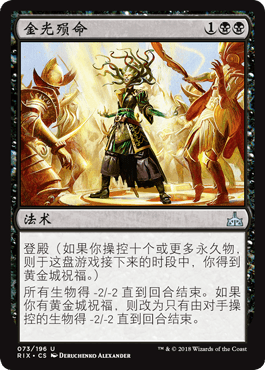 金光殒命 1
法术
登殿（如果你操控十个或更多永久物，
则于这盘游戏接下来的时段中，你得到
黄金城祝福。）
所有生物得 -2/-2 直到回合结束。如果
你有黄金城祝福，则改为只有由对手操
控的生物得 -2/-2 直到回合结束。
073/196 U
RIX • CS Deruchenko Alexander
™ & © 2018 Wizards of the Coast